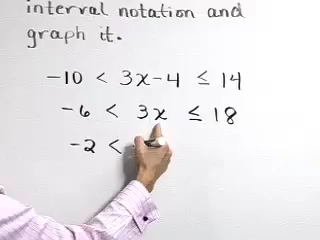 interval notation and
graph it.
-10 < 3x-4 ≤ 14
-6 < 3x ≤ 18
-2 <